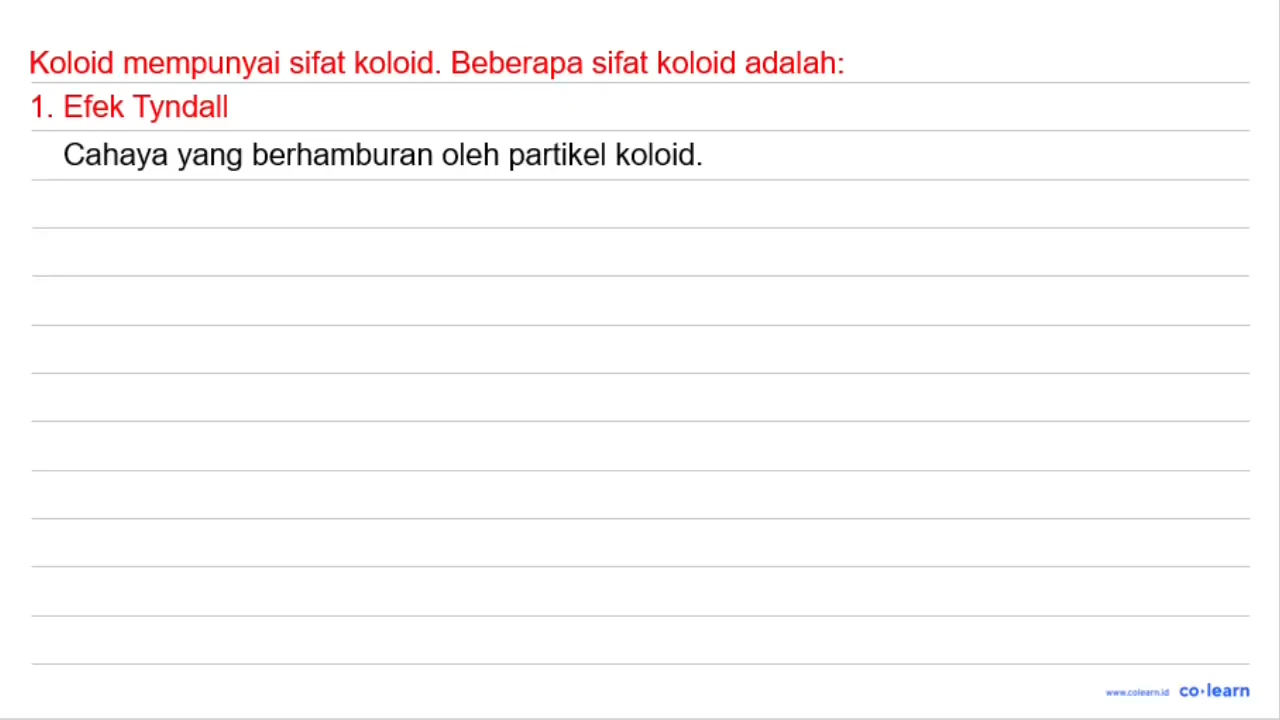 Koloid mempunyai sifat koloid. Beberapa sifat koloid adalah:
1. Efek Tyndall
Cahaya yang berhamburan oleh partikel koloid.
www.colearn.id co·learn